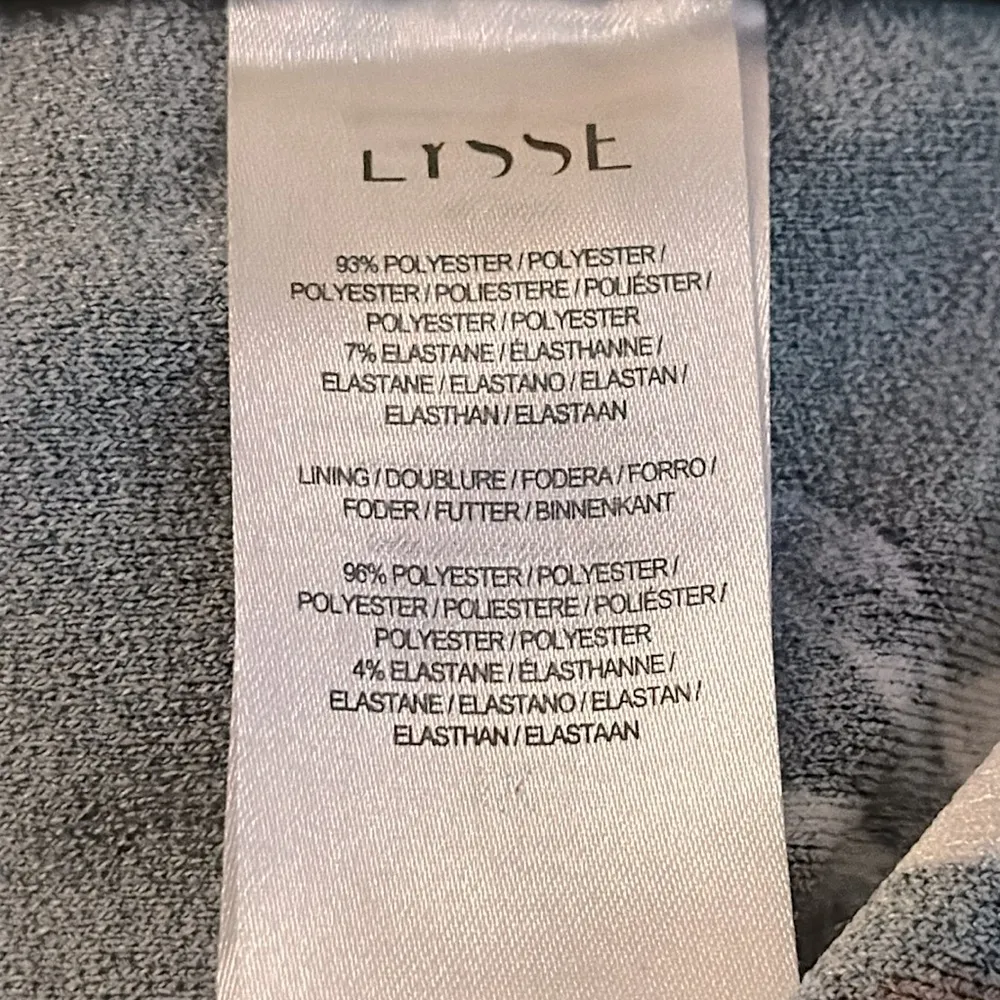 LYSSE
93% POLYESTER / POLYESTER /
POLYESTER / POLIESTERE / POLIÉSTER /
POLYESTER / POLYESTER
7% ELASTANE / ÉLASTHANNE /
ELASTANE / ELASTANO / ELASTAN /
ELASTHAN / ELASTAAN
LINING / DOUBLURE / FODERA / FORRO /
FODER / FUTTER / BINNENKANT
96% POLYESTER / POLYESTER /
POLYESTER / POLIESTERE / POLIÉSTER /
POLYESTER / POLYESTER
4% ELASTANE / ÉLASTHANNE /
ELASTANE / ELASTANO / ELASTAN /
ELASTHAN / ELASTAAN